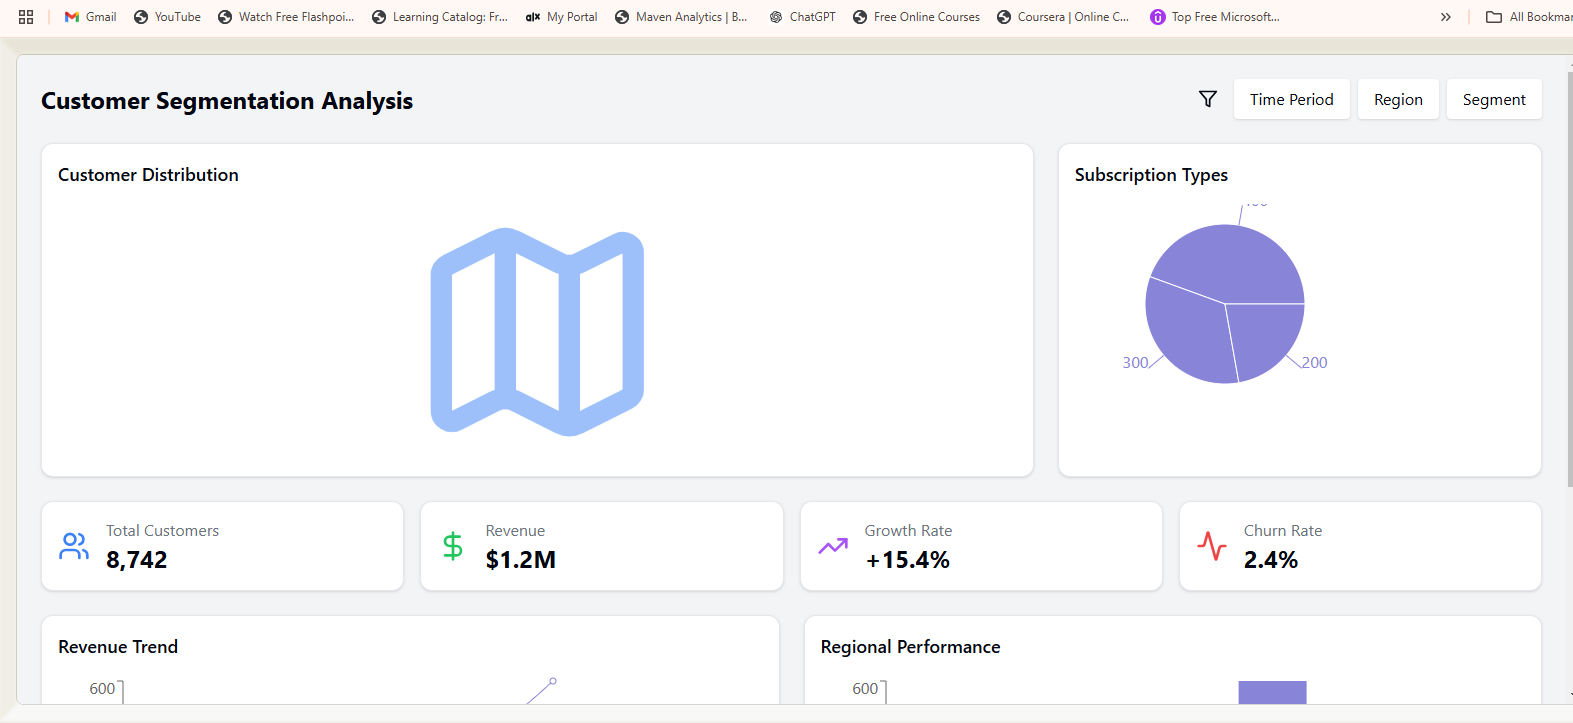 Gmail
YouTube
Watch Free Flashpoi...
Learning Catalog: Fr...
alx My Portal
Maven Analytics | B...
ChatGPT
Free Online Courses
Coursera | Online C...
Top Free Microsoft...
»
All Bookmar
Customer Segmentation Analysis
Time Period
Region
Segment
Customer Distribution
Subscription Types
300
200
Total Customers
8,742
Revenue
$1.2M
Growth Rate
+15.4%
Churn Rate
2.4%
Revenue Trend
600
Regional Performance
600